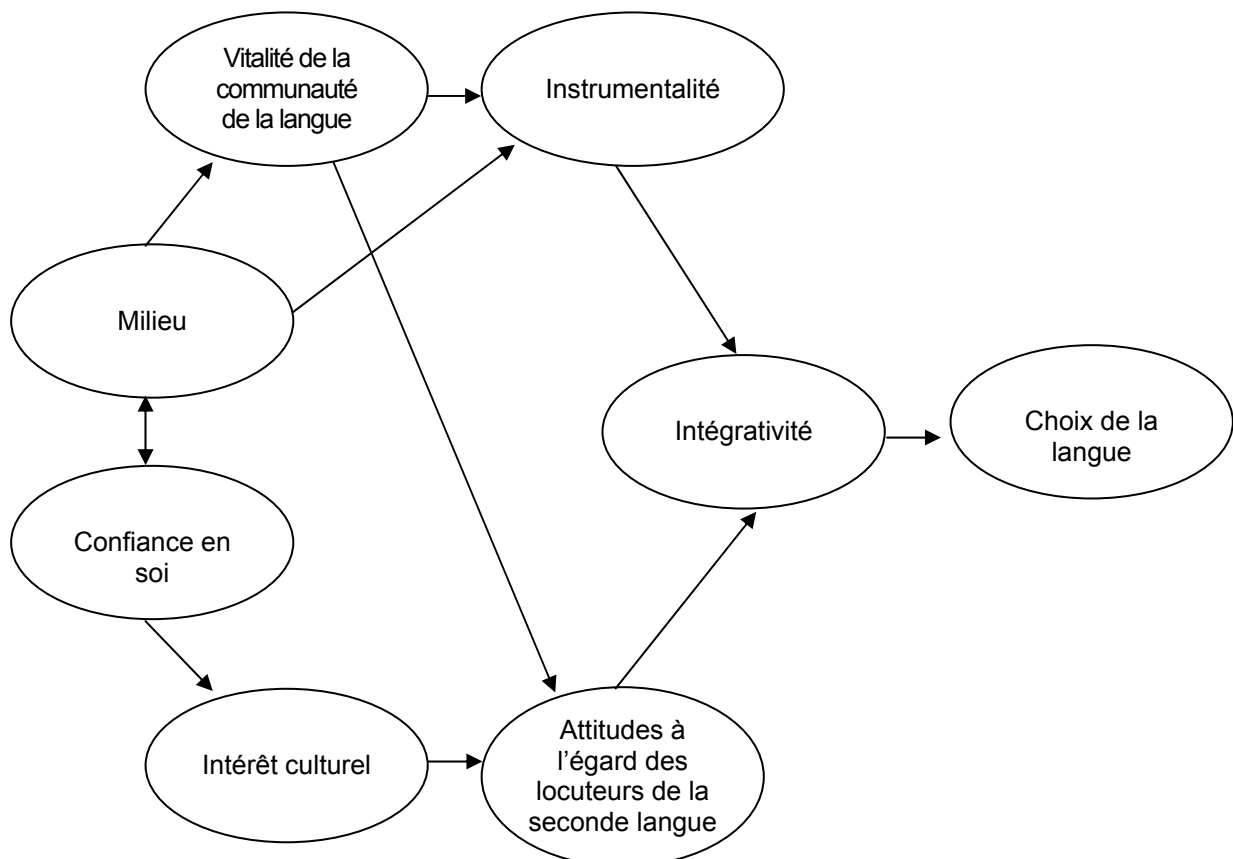 Vitalité de la
communauté
de la langue
Instrumentalité
Milieu
Intégrativité
Choix de la
langue
Confiance en
soi
Intérêt culturel
Attitudes à
l’égard des
locuteurs de la
seconde langue